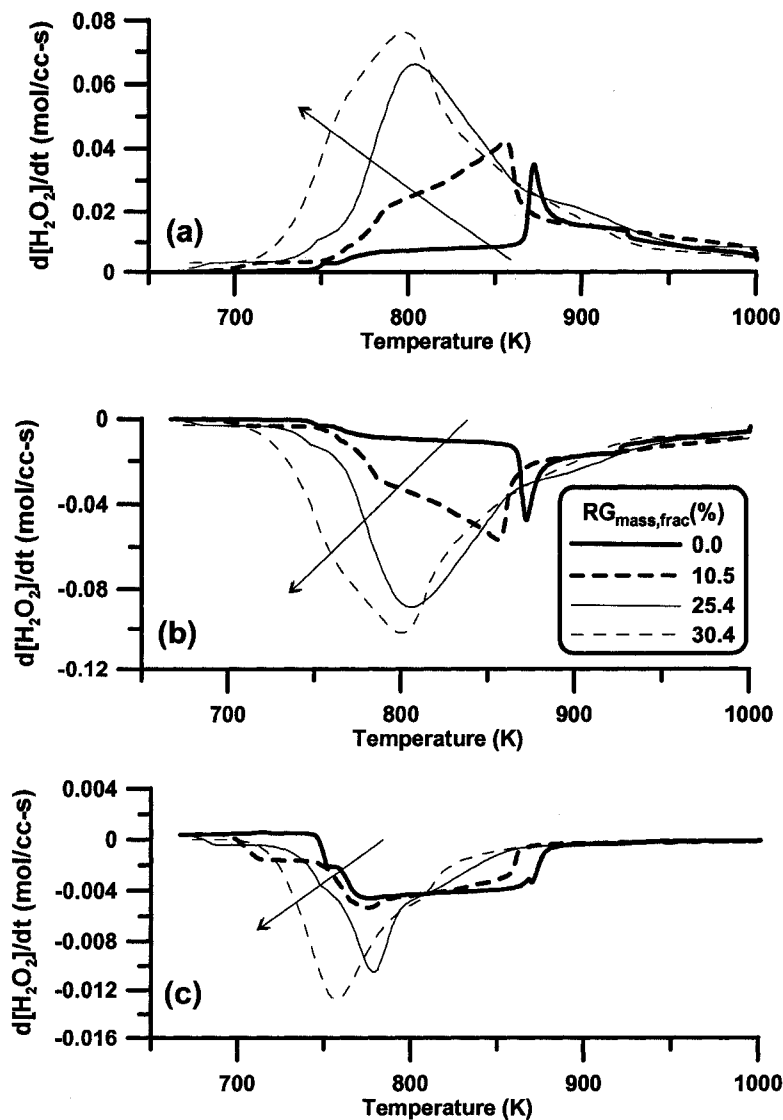 0.08
0.06
0.04
0.02
0
d[H₂O₂]/dt (mol/cc-s)
(a)
700 800 900 1000
Temperature (K)
0
-0.04
-0.08
-0.12
d[H₂O₂]/dt (mol/cc-s)
RG_mass,frac(%)
0.0
10.5
25.4
30.4
(b)
700 800 900 1000
Temperature (K)
0.004
0
-0.004
-0.008
-0.012
-0.016
d[H₂O₂]/dt (mol/cc-s)
(c)
700 800 900 1000
Temperature (K)